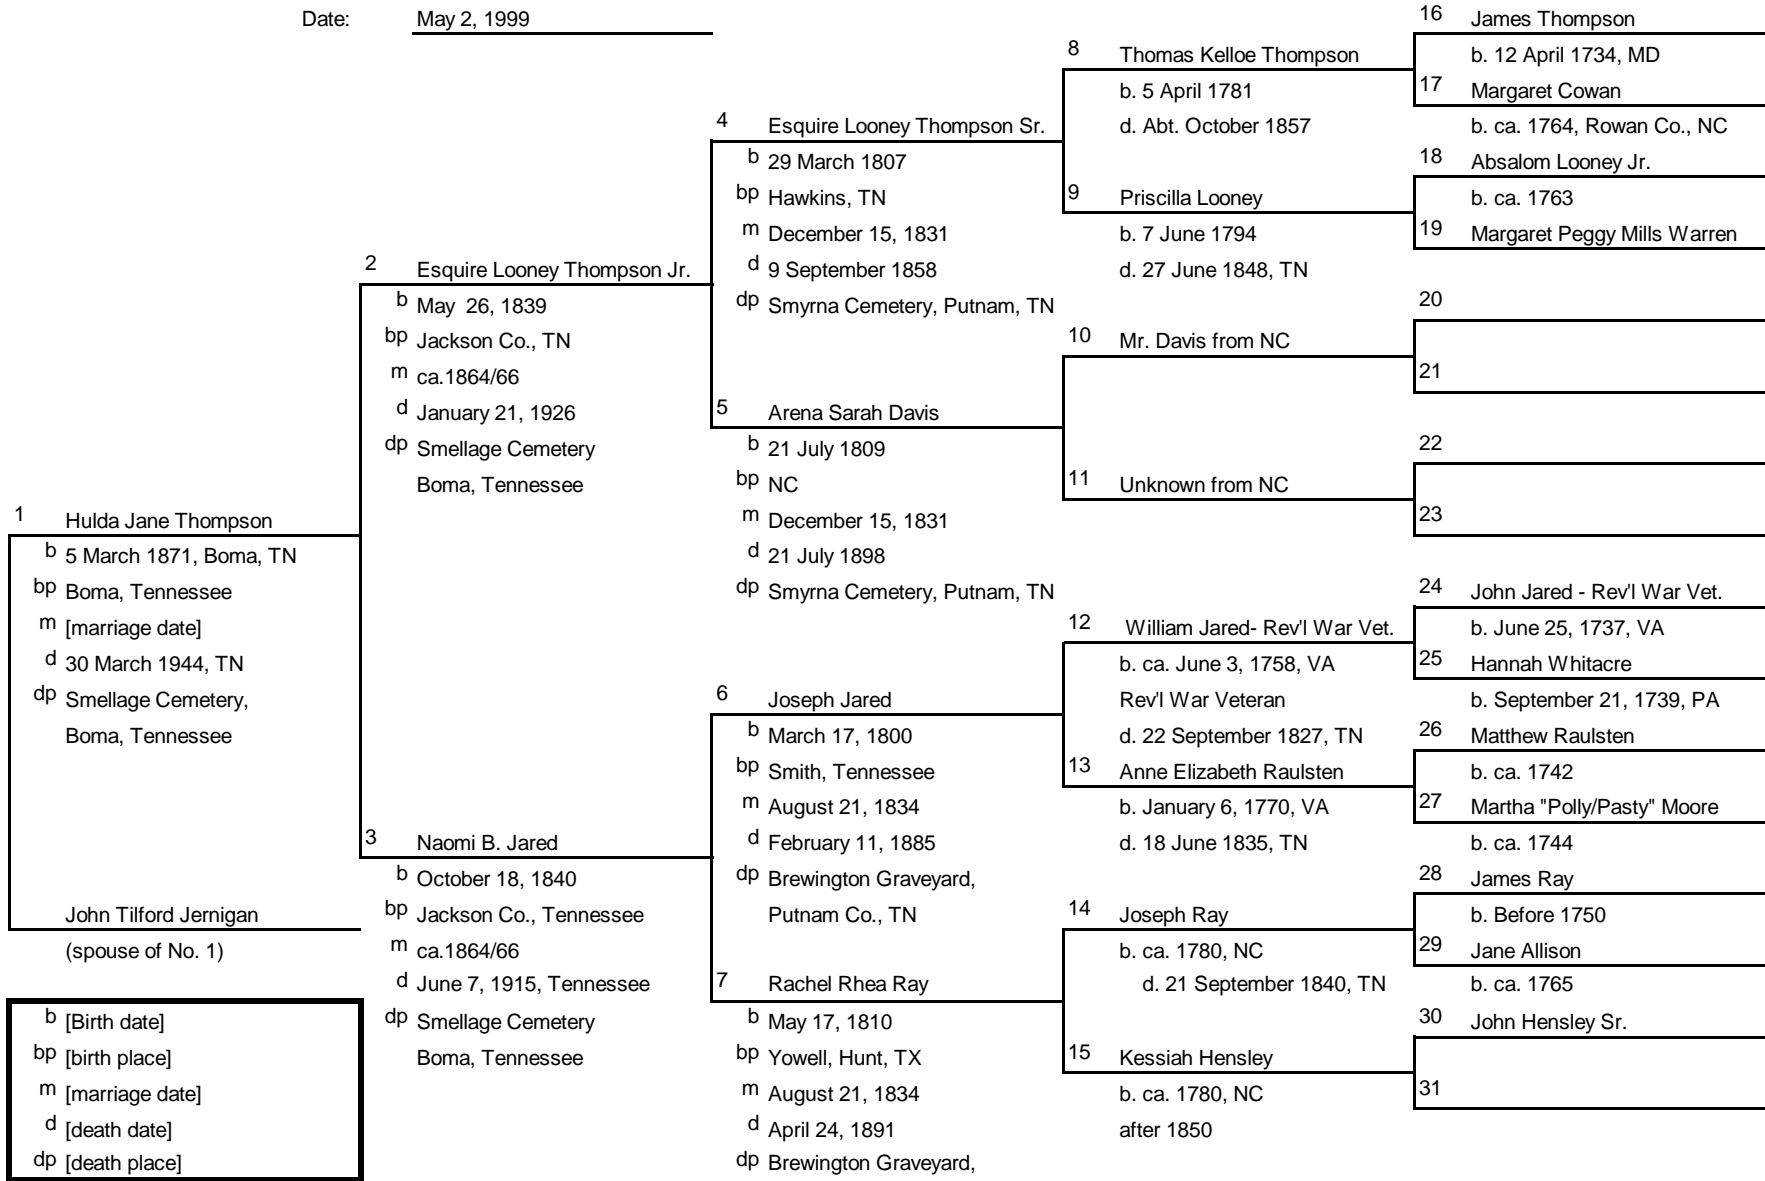 Date: May 2, 1999
1 Hulda Jane Thompson
b 5 March 1871, Boma, TN
bp Boma, Tennessee
m [marriage date]
d 30 March 1944, TN
dp Smellage Cemetery,
Boma, Tennessee
John Tilford Jernigan
(spouse of No. 1)
b [Birth date]
bp [birth place]
m [marriage date]
d [death date]
dp [death place]
2 Esquire Looney Thompson Jr.
b May 26, 1839
bp Jackson Co., TN
m ca.1864/66
d January 21, 1926
dp Smellage Cemetery
Boma, Tennessee
3 Naomi B. Jared
b October 18, 1840
bp Jackson Co., Tennessee
m ca.1864/66
d June 7, 1915, Tennessee
dp Smellage Cemetery
Boma, Tennessee
4 Esquire Looney Thompson Sr.
b 29 March 1807
bp Hawkins, TN
m December 15, 1831
d 9 September 1858
dp Smyrna Cemetery, Putnam, TN
5 Arena Sarah Davis
b 21 July 1809
bp NC
m December 15, 1831
d 21 July 1898
dp Smyrna Cemetery, Putnam, TN
6 Joseph Jared
b March 17, 1800
bp Smith, Tennessee
m August 21, 1834
d February 11, 1885
dp Brewington Graveyard,
Putnam Co., TN
7 Rachel Rhea Ray
b May 17, 1810
bp Yowell, Hunt, TX
m August 21, 1834
d April 24, 1891
dp Brewington Graveyard,
8 Thomas Kelloe Thompson
b. 5 April 1781
d. Abt. October 1857
9 Priscilla Looney
b. 7 June 1794
d. 27 June 1848, TN
10 Mr. Davis from NC
11 Unknown from NC
12 William Jared- Rev'l War Vet.
b. ca. June 3, 1758, VA
Rev'l War Veteran
d. 22 September 1827, TN
13 Anne Elizabeth Raulsten
b. January 6, 1770, VA
d. 18 June 1835, TN
14 Joseph Ray
b. ca. 1780, NC
d. 21 September 1840, TN
15 Kessiah Hensley
b. ca. 1780, NC
after 1850
16 James Thompson
b. 12 April 1734, MD
17 Margaret Cowan
b. ca. 1764, Rowan Co., NC
18 Absalom Looney Jr.
b. ca. 1763
19 Margaret Peggy Mills Warren
20
21
22
23
24 John Jared - Rev'l War Vet.
b. June 25, 1737, VA
25 Hannah Whitacre
b. September 21, 1739, PA
26 Matthew Raulsten
b. ca. 1742
27 Martha "Polly/Pasty" Moore
b. ca. 1744
28 James Ray
b. Before 1750
29 Jane Allison
b. ca. 1765
30 John Hensley Sr.
31